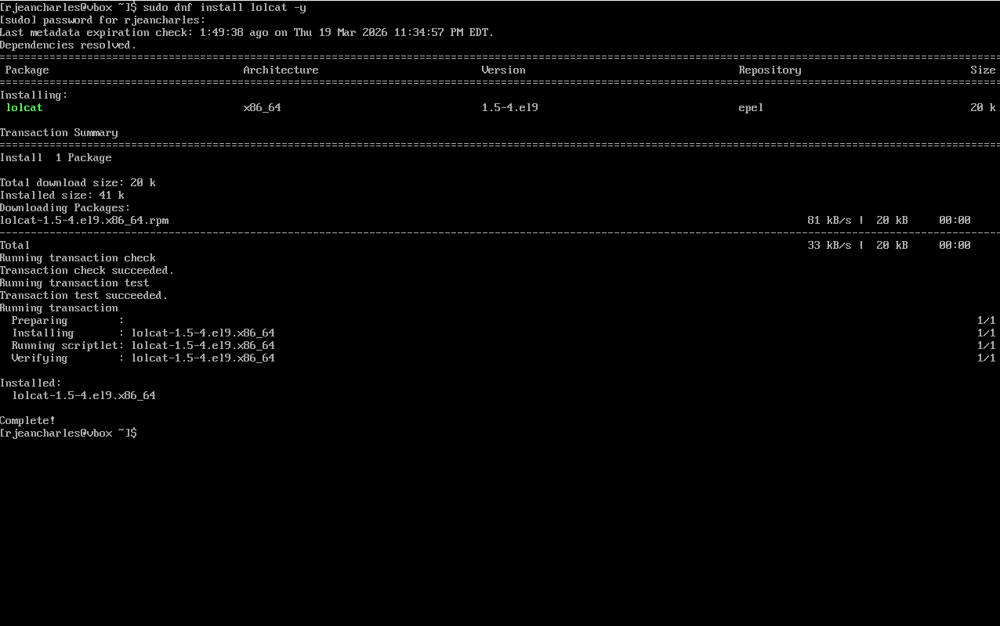 [rjeancharles@vbox ~]$ sudo dnf install lolcat -y
[sudo] password for rjeancharles:
Last metadata expiration check: 1:49:38 ago on Thu 19 Mar 2026 11:34:57 PM EDT.
Dependencies resolved.
Package Architecture Version Repository Size
Installing:
lolcat x86_64 1.5-4.el9 epel 20 k
Transaction Summary
Install  1 Package
Total download size: 20 k
Installed size: 41 k
Downloading Packages:
lolcat-1.5-4.el9.x86_64.rpm 81 kB/s | 20 kB 00:00
Total 33 kB/s | 20 kB 00:00
Running transaction check
Transaction check succeeded.
Running transaction test
Transaction test succeeded.
Running transaction
Preparing : 1/1
Installing : lolcat-1.5-4.el9.x86_64 1/1
Running scriptlet: lolcat-1.5-4.el9.x86_64 1/1
Verifying : lolcat-1.5-4.el9.x86_64 1/1
Installed:
lolcat-1.5-4.el9.x86_64
Complete!
[rjeancharles@vbox ~]$